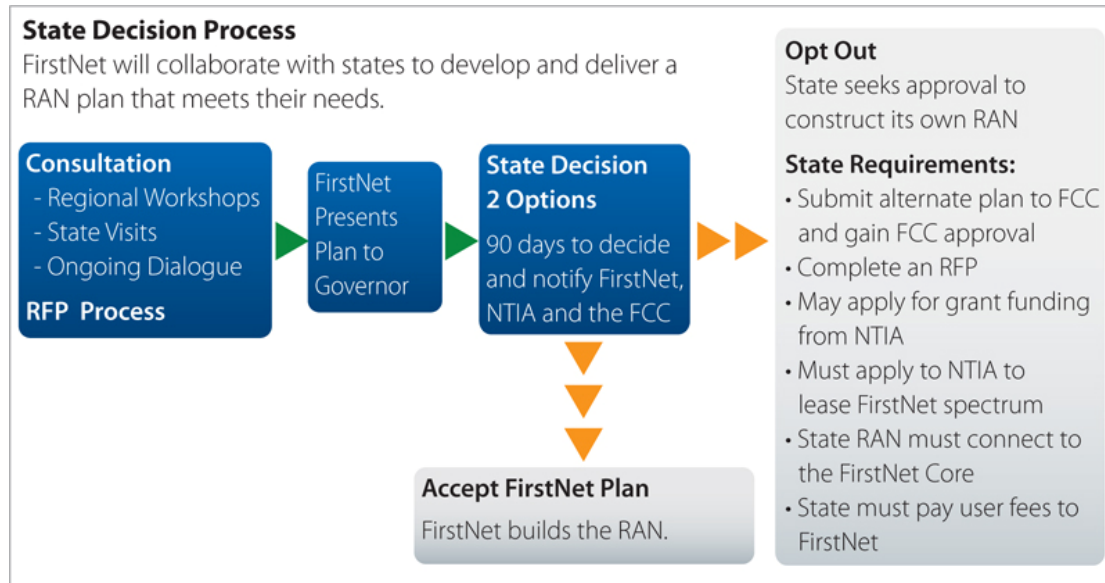 State Decision Process
FirstNet will collaborate with states to develop and deliver a
RAN plan that meets their needs.
Consultation
- Regional Workshops
- State Visits
- Ongoing Dialogue
RFP Process
FirstNet
Presents
Plan to
Governor
State Decision
2 Options
90 days to decide
and notify FirstNet,
NTIA and the FCC
Accept FirstNet Plan
FirstNet builds the RAN.
Opt Out
State seeks approval to
construct its own RAN
State Requirements:
• Submit alternate plan to FCC
and gain FCC approval
• Complete an RFP
• May apply for grant funding
from NTIA
• Must apply to NTIA to
lease FirstNet spectrum
• State RAN must connect to
the FirstNet Core
• State must pay user fees to
FirstNet